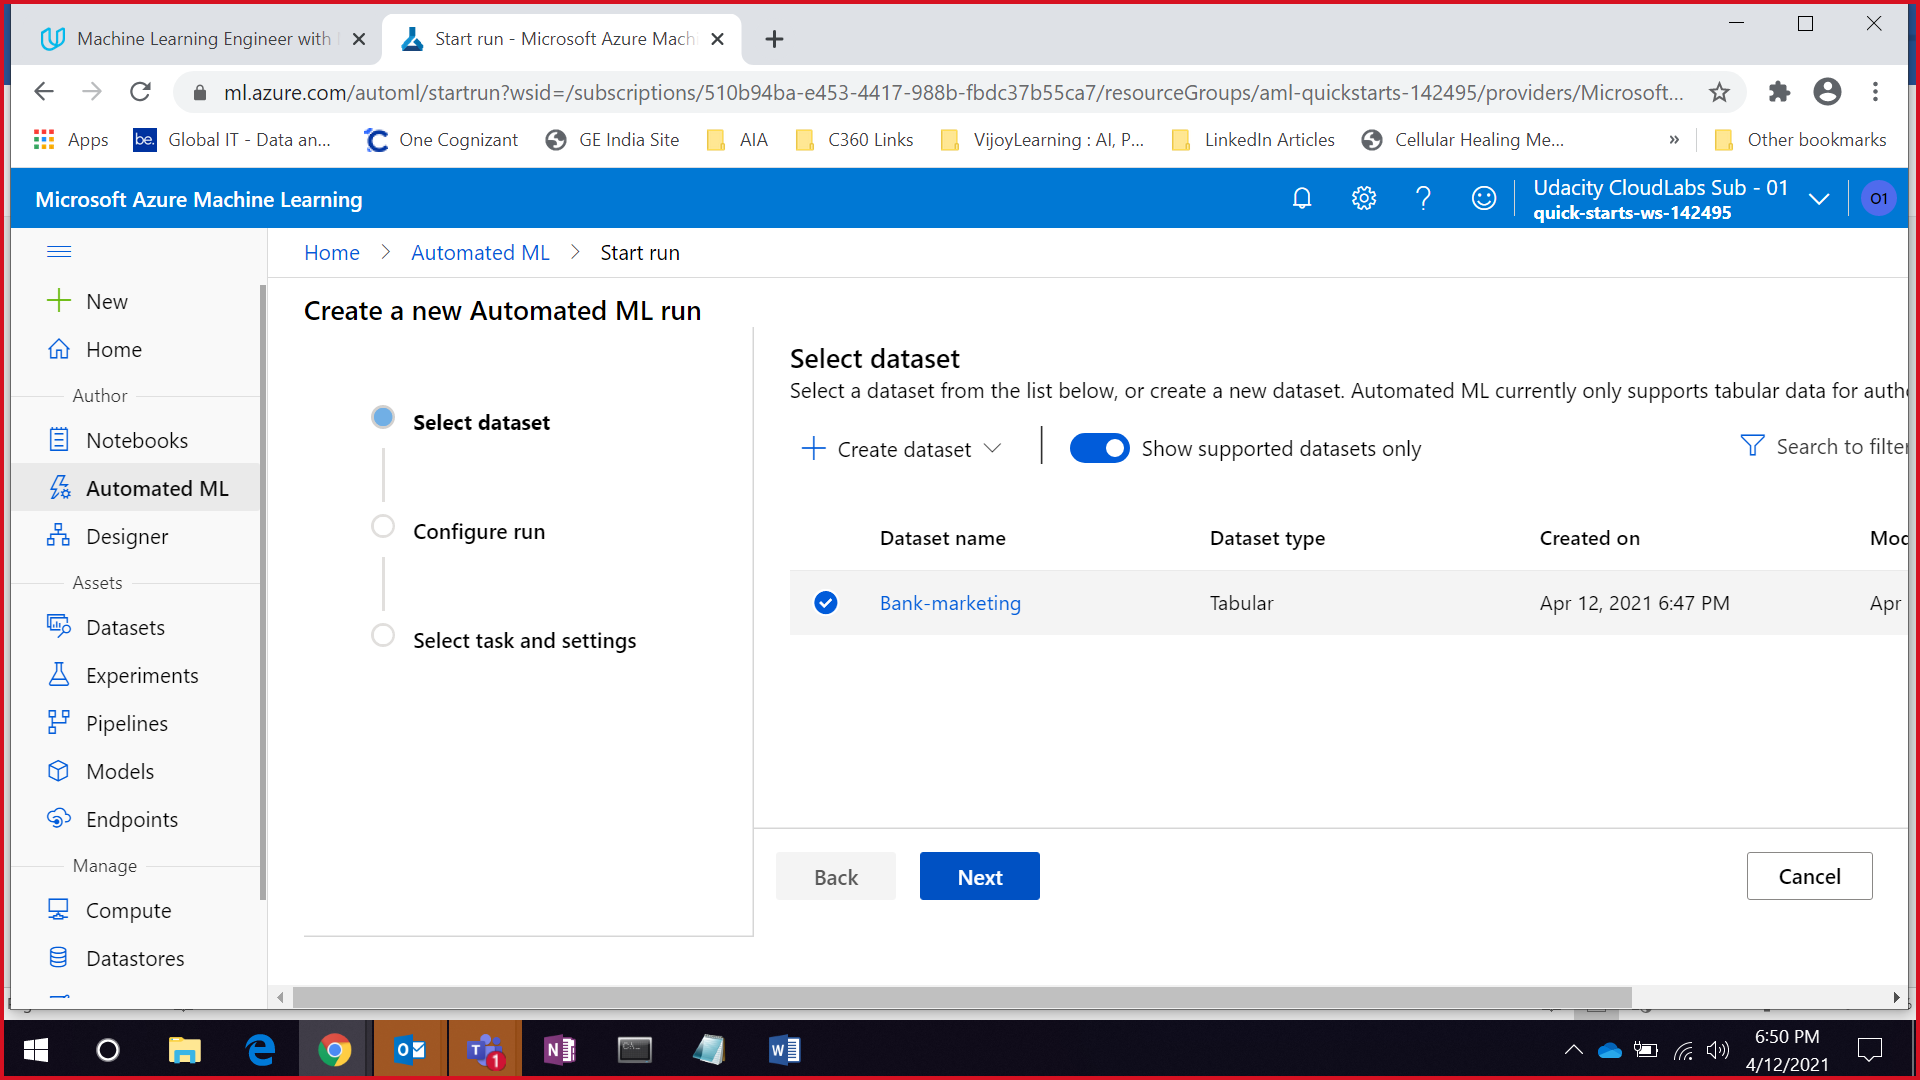 Machine Learning Engineer with
Start run - Microsoft Azure Mach
ml.azure.com/automl/startrun?wsid=/subscriptions/510b94ba-e453-4417-988b-fbdc37b55ca7/resourceGroups/aml-quickstarts-142495/providers/Microsoft...
Apps
be.
Global IT - Data an...
One Cognizant
GE India Site
AIA
C360 Links
VijoyLearning : AI, P...
LinkedIn Articles
Cellular Healing Me...
»
Other bookmarks
Microsoft Azure Machine Learning
Udacity CloudLabs Sub - 01
quick-starts-ws-142495
O1
Home > Automated ML > Start run
New
Home
Author
Notebooks
Automated ML
Designer
Assets
Datasets
Experiments
Pipelines
Models
Endpoints
Manage
Compute
Datastores
Create a new Automated ML run
Select dataset
Configure run
Select task and settings
Select dataset
Select a dataset from the list below, or create a new dataset. Automated ML currently only supports tabular data for auth
Create dataset
Show supported datasets only
Search to filter
Dataset name Dataset type Created on Mod
Bank-marketing Tabular Apr 12, 2021 6:47 PM Apr
Back
Next
Cancel
1
6:50 PM
4/12/2021